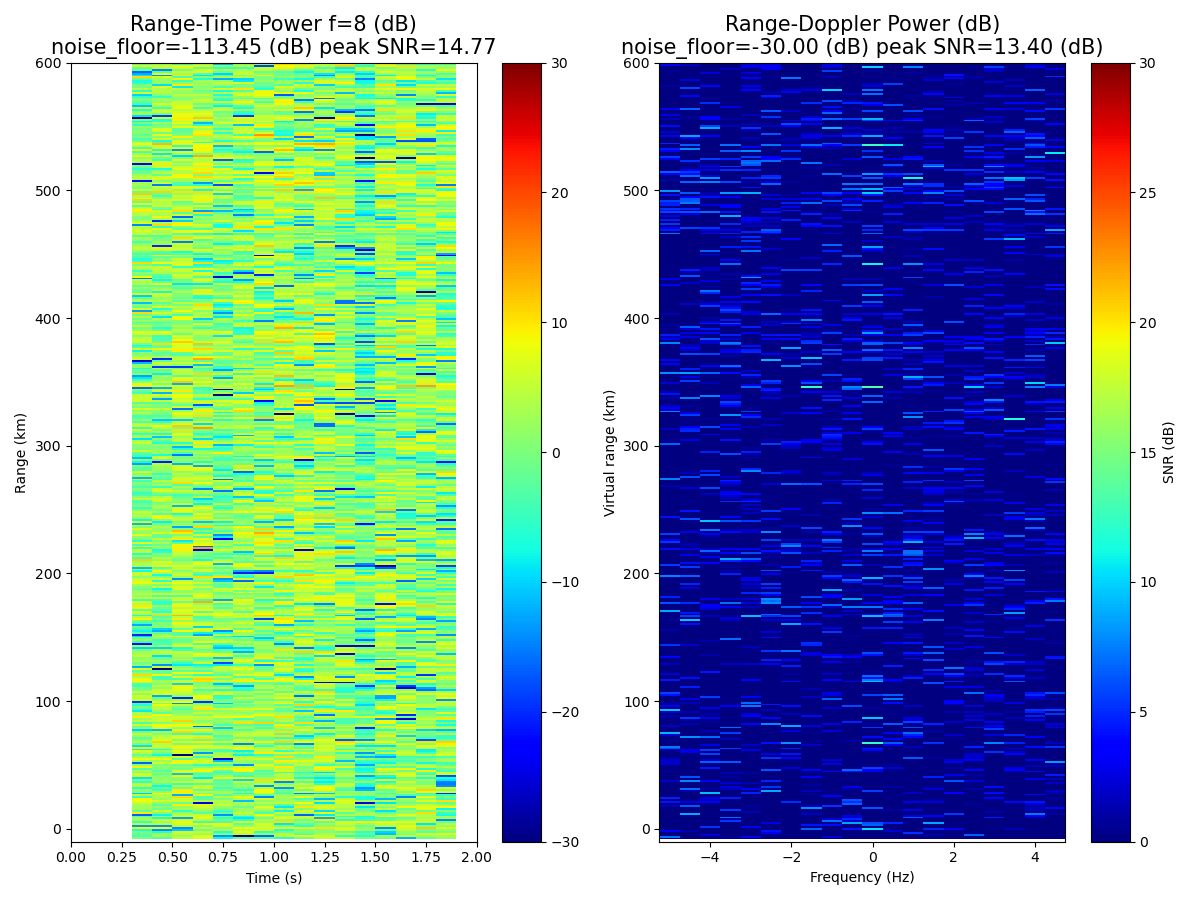 Range-Time Power f=8 (dB)
noise_floor=-113.45 (dB) peak SNR=14.77
600
500
400
300
200
100
0
Range (km)
0.00 0.25 0.50 0.75 1.00 1.25 1.50 1.75 2.00
Time (s)
30
20
10
0
−10
−20
−30
Range-Doppler Power (dB)
noise_floor=-30.00 (dB) peak SNR=13.40 (dB)
600
500
400
300
200
100
0
Virtual range (km)
−4 −2 0 2 4
Frequency (Hz)
30
25
20
15
10
5
0
SNR (dB)